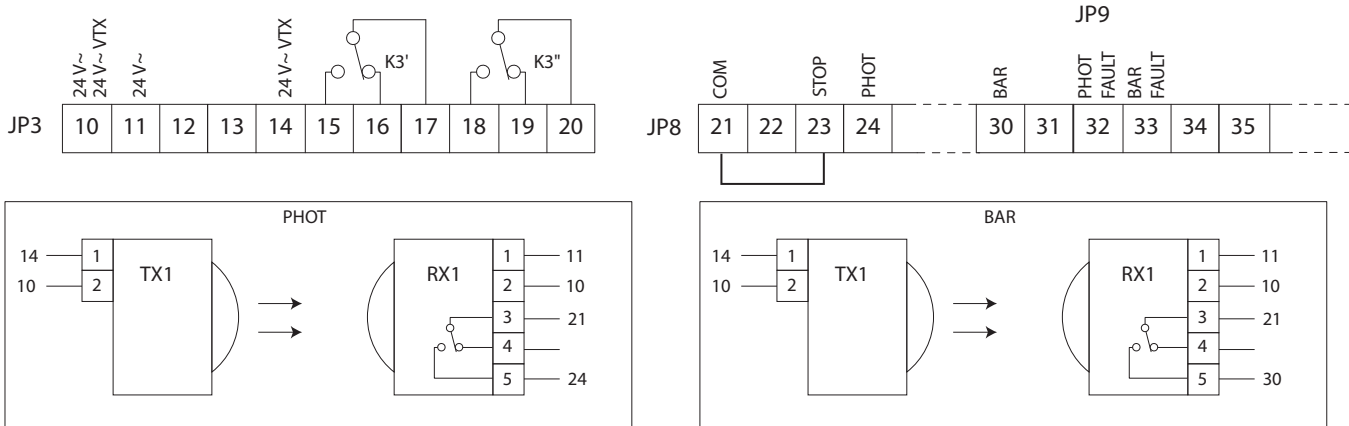 JP9
24 V~
24 V~ VTX
24 V~
24 V~ VTX
K3'
K3"
COM
STOP
PHOT
BAR
PHOT
FAULT
BAR
FAULT
JP3 10 11 12 13 14 15 16 17 18 19 20
JP8 21 22 23 24 30 31 32 33 34 35
PHOT
14 1
10 2
TX1
RX1
1 11
2 10
3 21
4
5 24
BAR
14 1
10 2
TX1
RX1
1 11
2 10
3 21
4
5 30